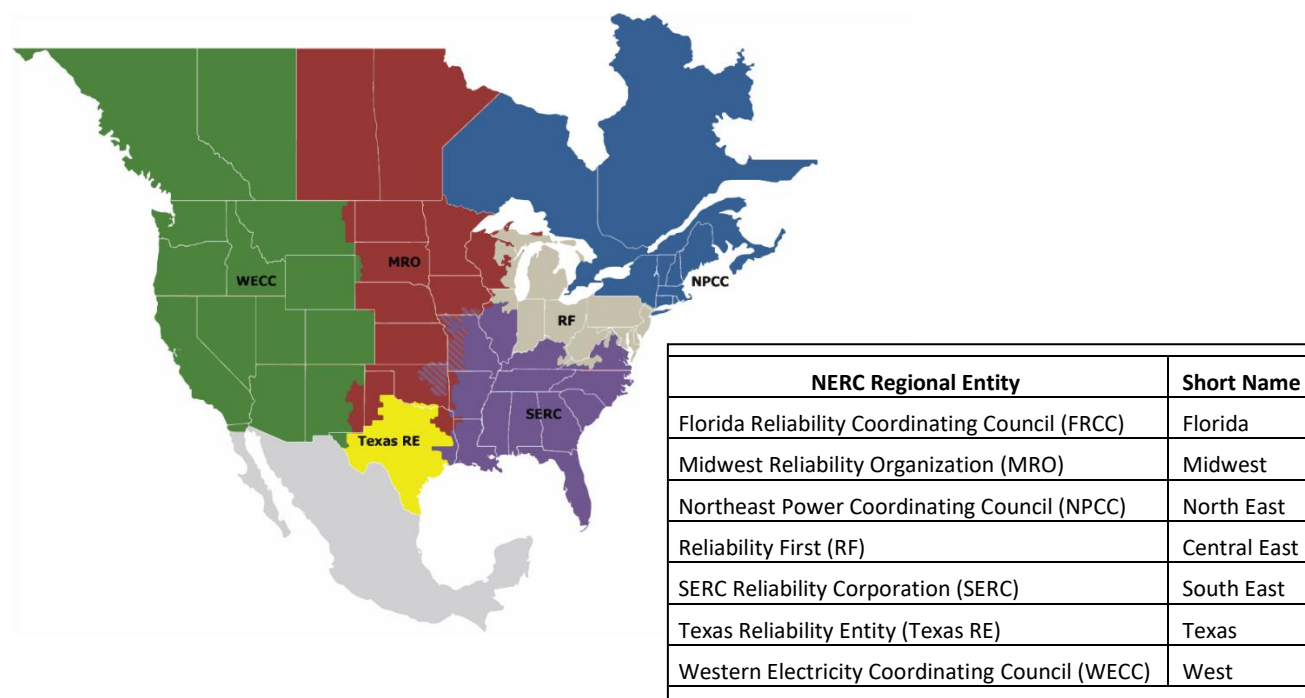 MRO
WECC
NPCC
RF
SERC
Texas RE
NERC Regional Entity Short Name
Florida Reliability Coordinating Council (FRCC) Florida
Midwest Reliability Organization (MRO) Midwest
Northeast Power Coordinating Council (NPCC) North East
Reliability First (RF) Central East
SERC Reliability Corporation (SERC) South East
Texas Reliability Entity (Texas RE) Texas
Western Electricity Coordinating Council (WECC) West